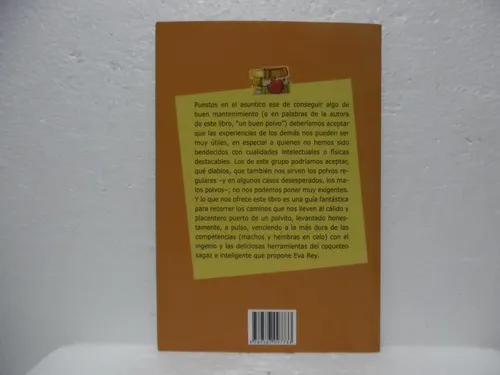 Puestos en el asuntico ese de conseguir algo de
buen mantenimiento (o en palabras de la autora
de este libro, "un buen polvo") deberíamos aceptar
que las experiencias de los demás nos pueden ser
muy útiles, en especial a quienes no hemos sido
bendecidos con cualidades intelectuales o físicas
destacables. Los de este grupo podríamos aceptar,
qué diablos, que también nos sirven los polvos re-
gulares -y en algunos casos desesperados, los ma-
los polvos-; no nos podemos poner muy exigentes.
Y lo que nos ofrece este libro es una guía fantástica
para recorrer los caminos que nos lleven al cálido y
placentero puerto de un polvito, levantado hones-
tamente, a pulso, venciendo a la más dura de las
competencias (machos y hembras en celo) con el
ingenio y las deliciosas herramientas del coqueteo
sagaz e inteligente que propone Eva Rey.